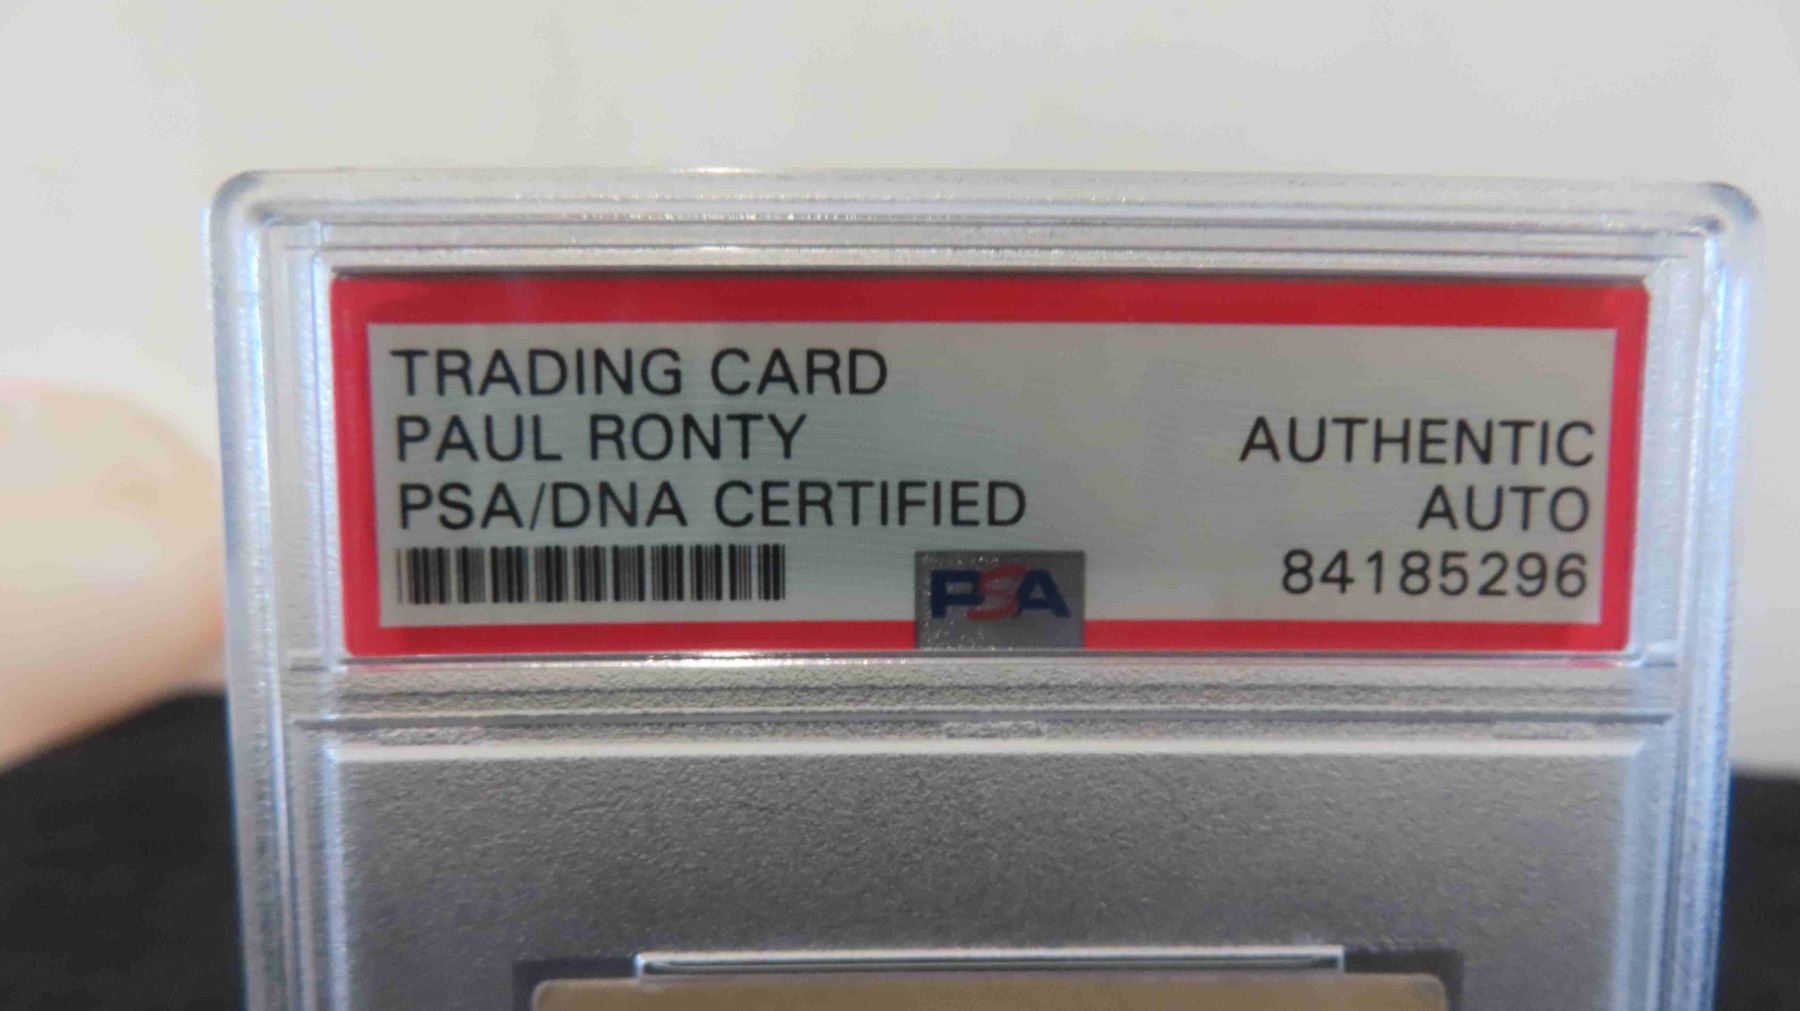 TRADING CARD
PAUL RONTY
PSA/DNA CERTIFIED
AUTHENTIC
AUTO
84185296
PSA